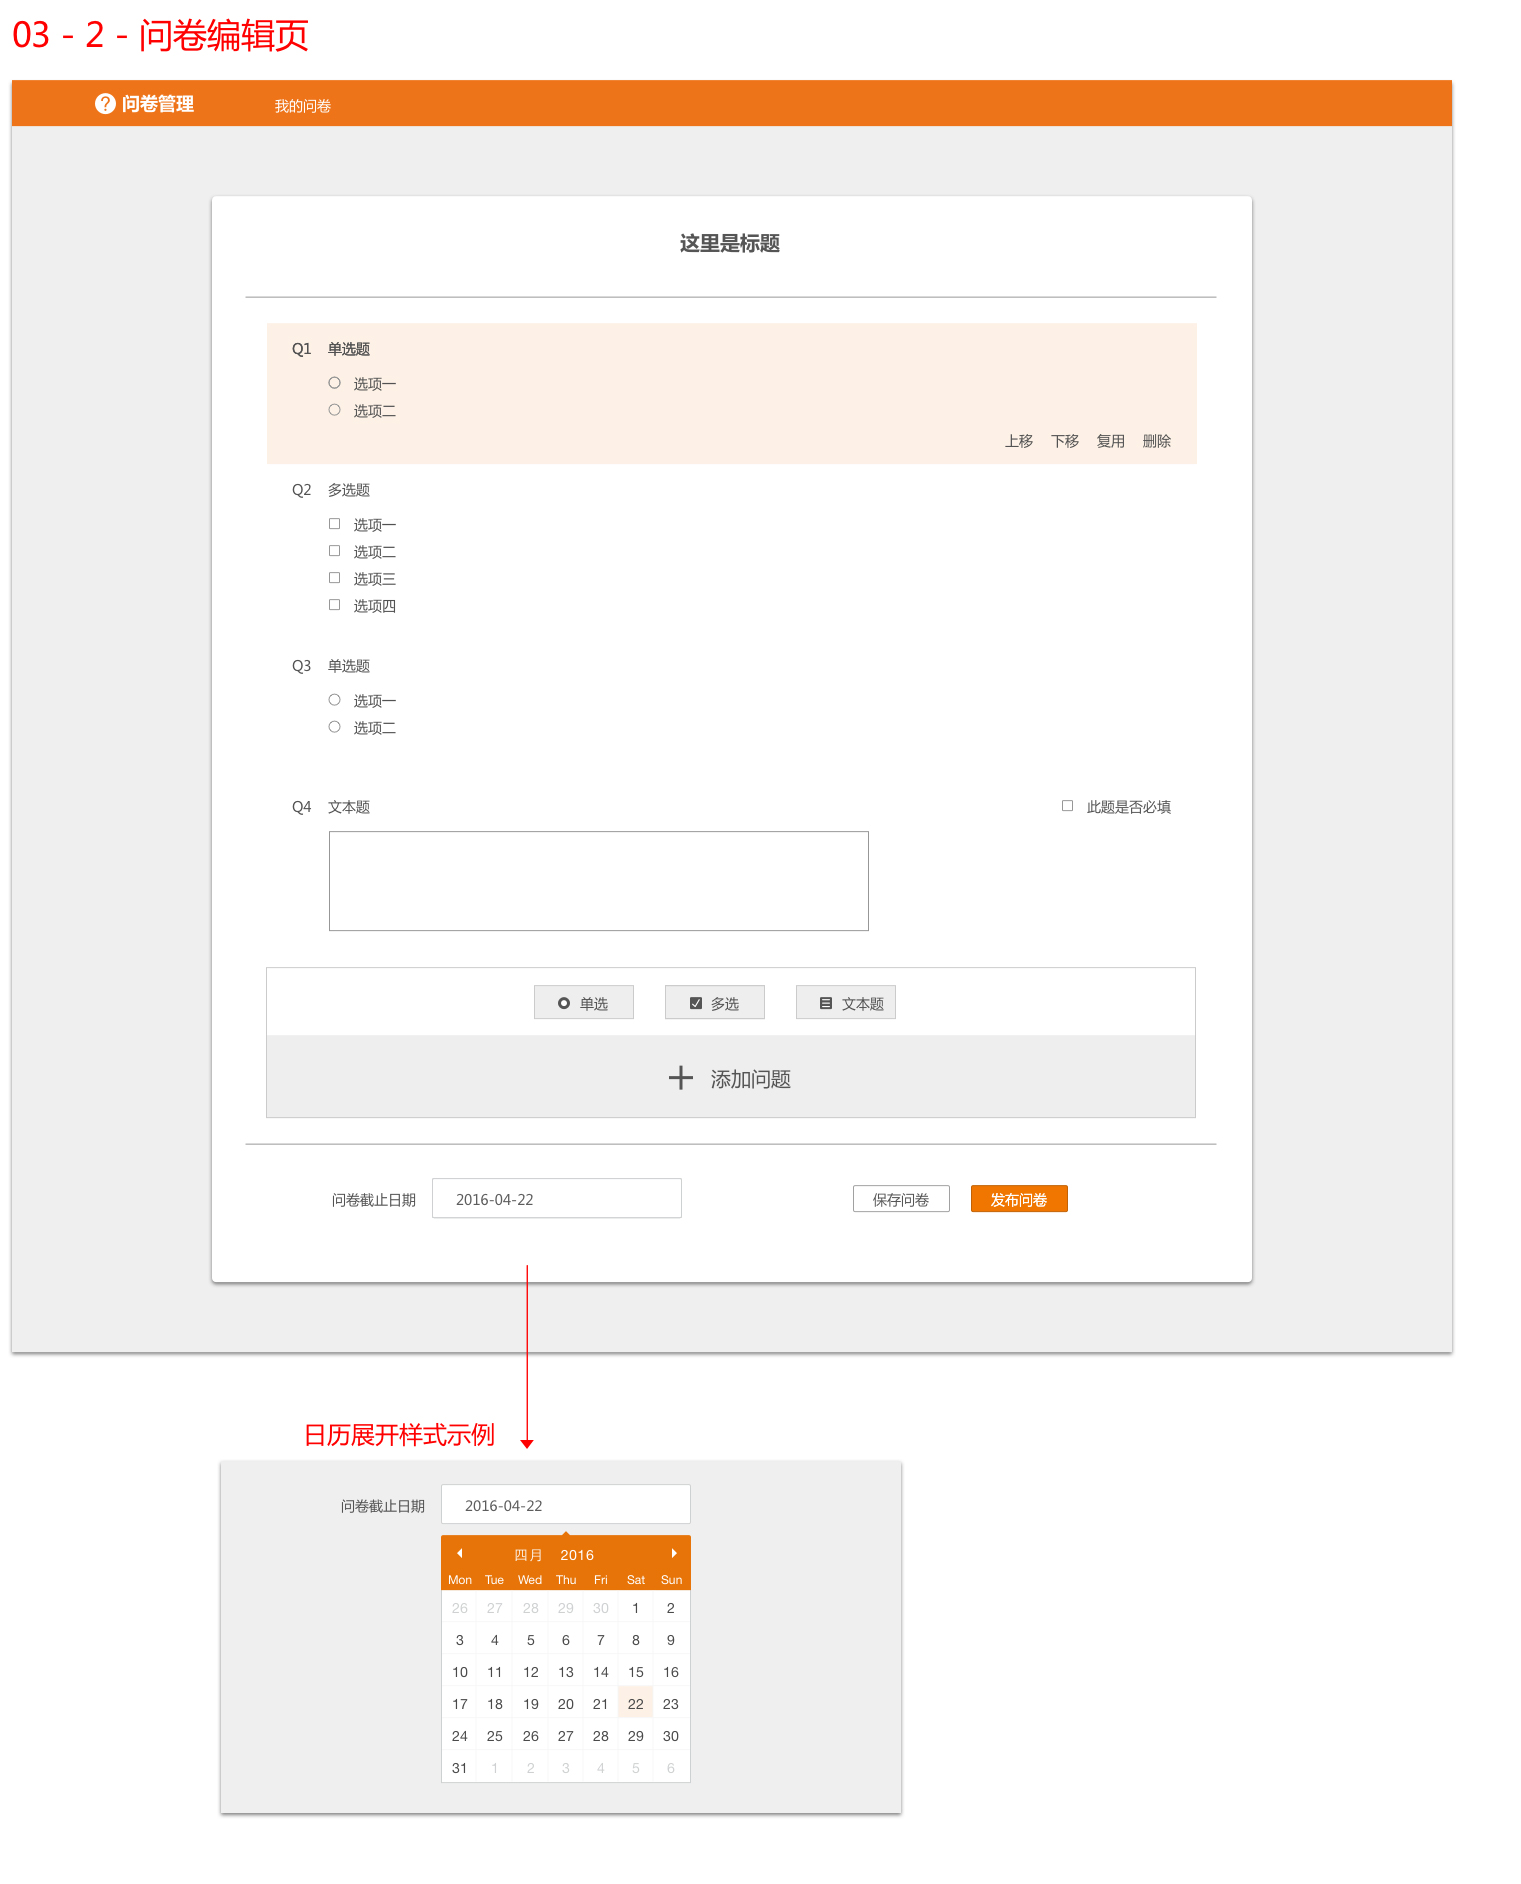 03 - 2 - 问卷编辑页
问卷管理 我的问卷
这里是标题
Q1 单选题
选项一
选项二
上移 下移 复用 删除
Q2 多选题
选项一
选项二
选项三
选项四
Q3 单选题
选项一
选项二
Q4 文本题 此题是否必填
单选 多选 文本题
添加问题
问卷截止日期 2016-04-22 保存问卷 发布问卷
日历展开样式示例
问卷截止日期 2016-04-22
四月 2016
Mon Tue Wed Thu Fri Sat Sun
26 27 28 29 30 1 2
3 4 5 6 7 8 9
10 11 12 13 14 15 16
17 18 19 20 21 22 23
24 25 26 27 28 29 30
31 1 2 3 4 5 6